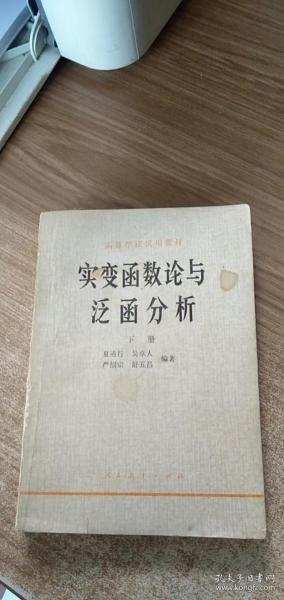 高等学校试用教材
实变函数论与
泛函分析
下册
夏道行 吴卓人
严绍宗 舒五昌 编著
人民教育出版社
孔夫子旧书网